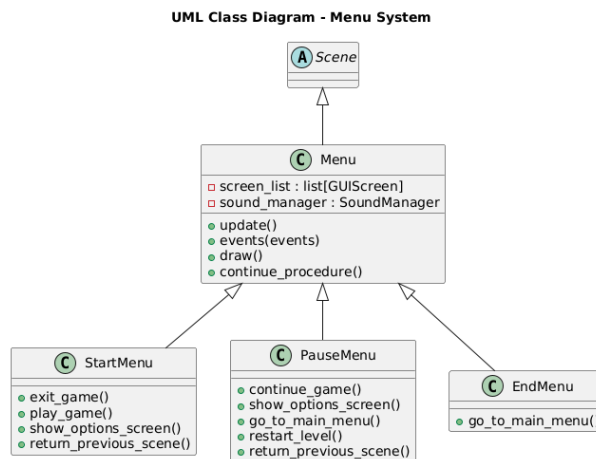 UML Class Diagram - Menu System
A Scene
C Menu
screen_list : list[GUIScreen]
sound_manager : SoundManager
update()
events(events)
draw()
continue_procedure()
C StartMenu
exit_game()
play_game()
show_options_screen()
return_previous_scene()
C PauseMenu
continue_game()
show_options_screen()
go_to_main_menu()
restart_level()
return_previous_scene()
C EndMenu
go_to_main_menu()